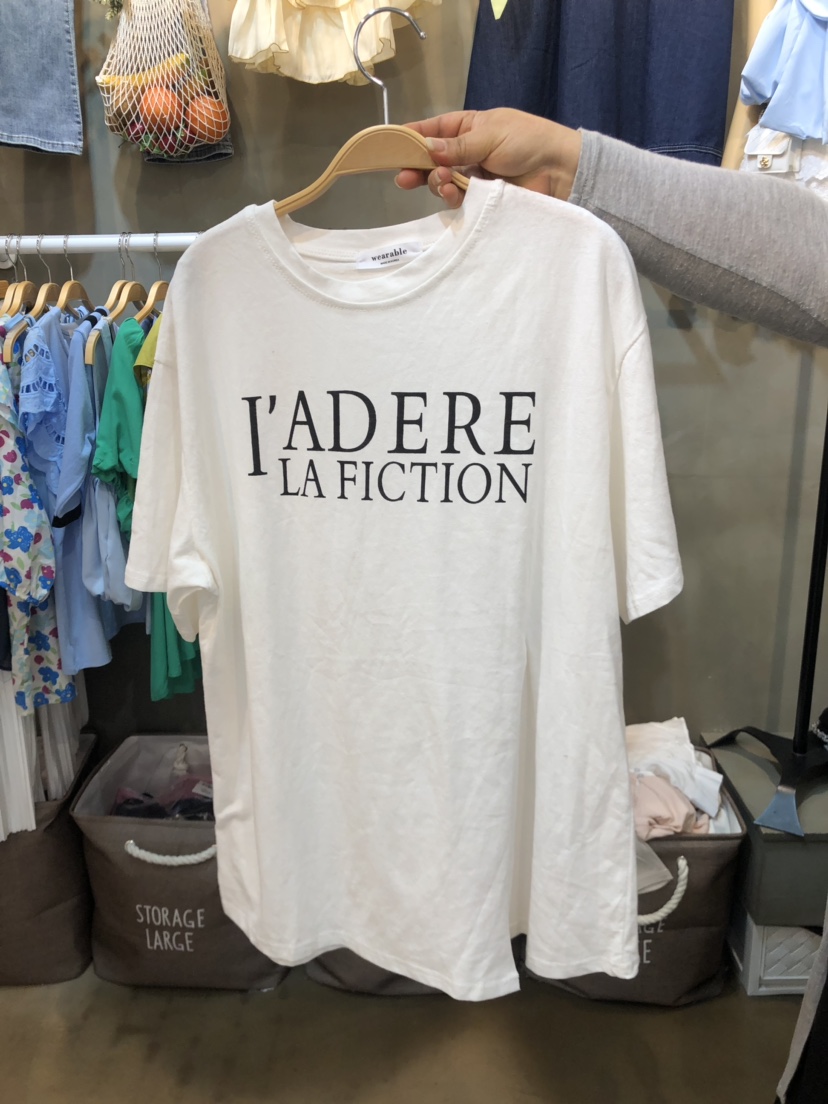 wearable
I'ADERE
LA FICTION
STORAGE
LARGE